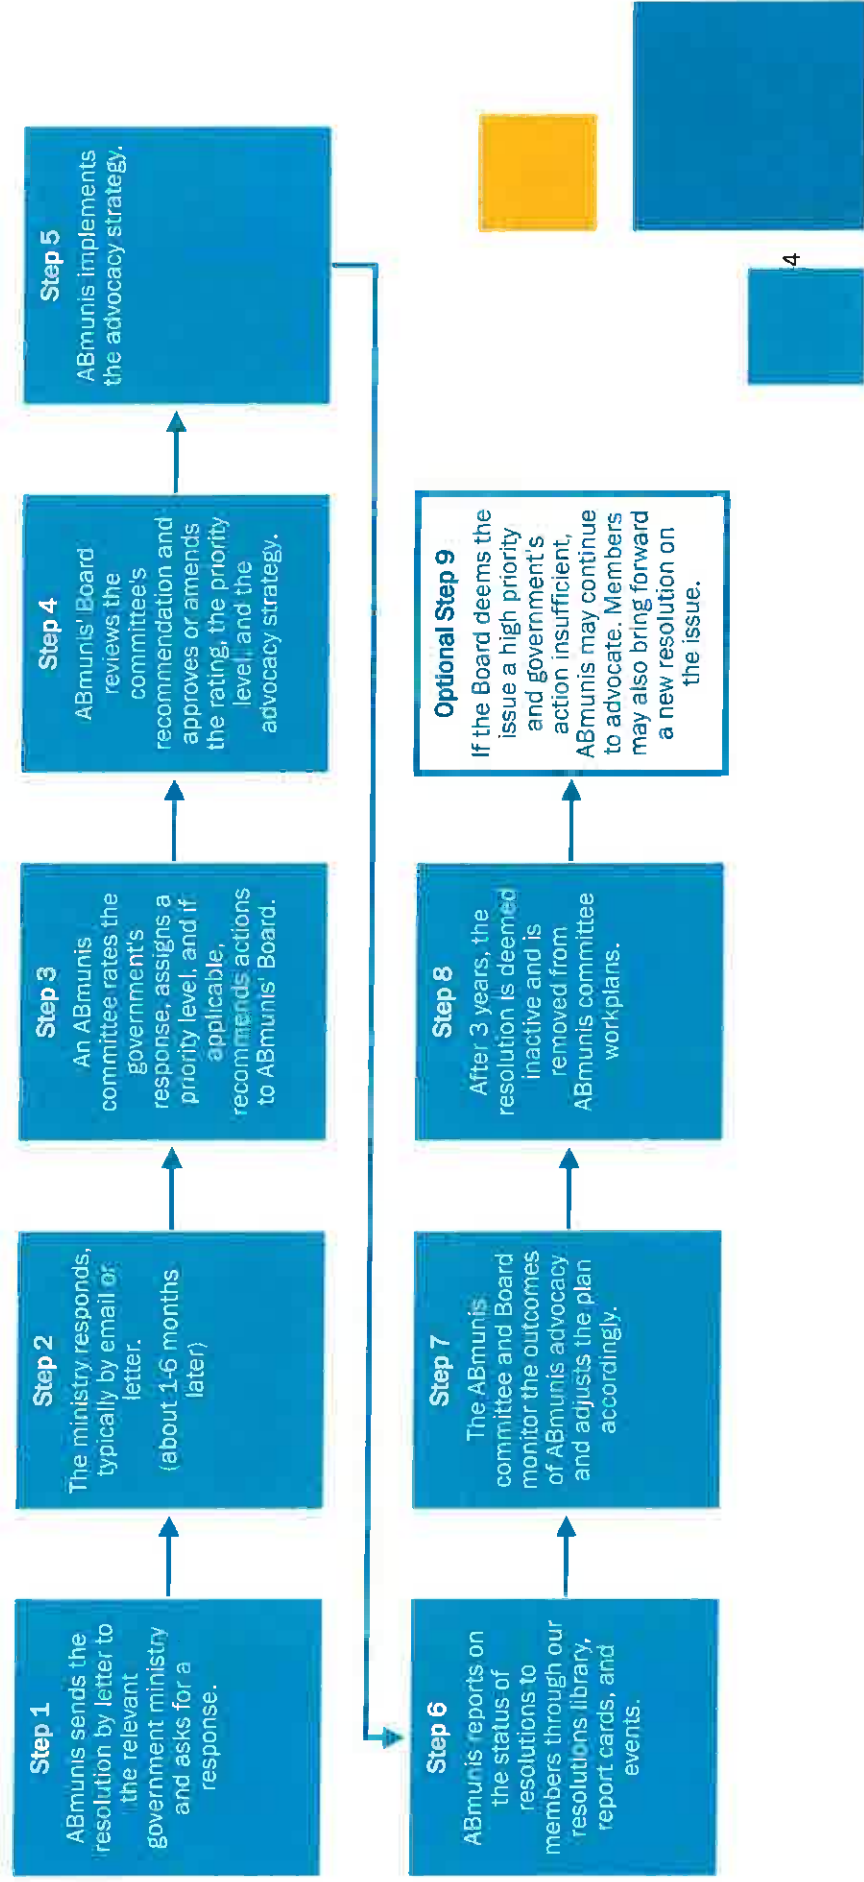 Step 1
ABmunis sends the
resolution by letter to
the relevant
government ministry
and asks for a
response.
Step 2
The ministry responds,
typically by email or
letter.
(about 1-6 months
later)
Step 3
An ABmunis
committee rates the
government's
response, assigns a
priority level, and if
applicable,
recommends actions
to ABmunis' Board.
Step 4
ABmunis' Board
reviews the
committee's
recommendation and
approves or amends
the rating, the priority
level, and the
advocacy strategy.
Step 5
ABmunis implements
the advocacy strategy.
Step 6
ABmunis reports on
the status of
resolutions to
members through our
resolutions library,
report cards, and
events.
Step 7
The ABmunis
committee and Board
monitor the outcomes
of ABmunis advocacy
and adjusts the plan
accordingly.
Step 8
After 3 years, the
resolution is deemed
inactive and is
removed from
ABmunis committee
workplans.
Optional Step 9
If the Board deems the
issue a high priority
and government's
action insufficient,
ABmunis may continue
to advocate. Members
may also bring forward
a new resolution on
the issue.
4